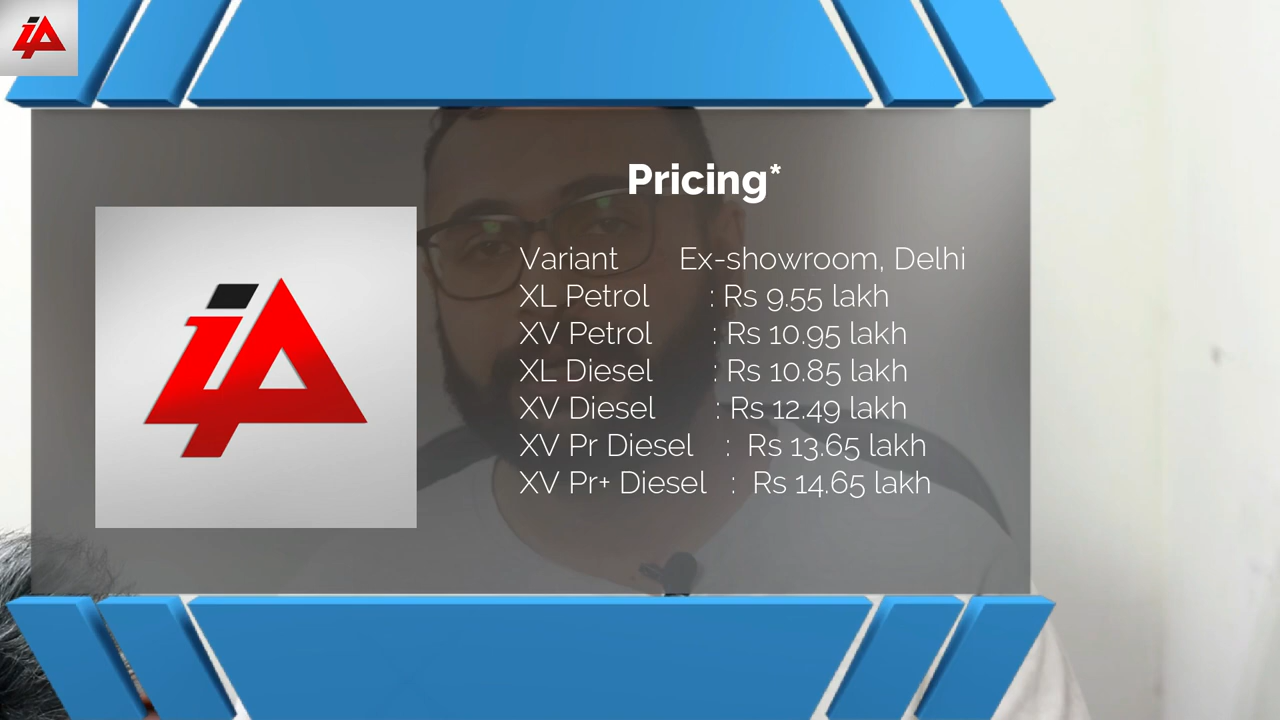 Pricing*
Variant Ex-showroom, Delhi
XL Petrol : Rs 9.55 lakh
XV Petrol : Rs 10.95 lakh
XL Diesel : Rs 10.85 lakh
XV Diesel : Rs 12.49 lakh
XV Pr Diesel : Rs 13.65 lakh
XV Pr+ Diesel : Rs 14.65 lakh